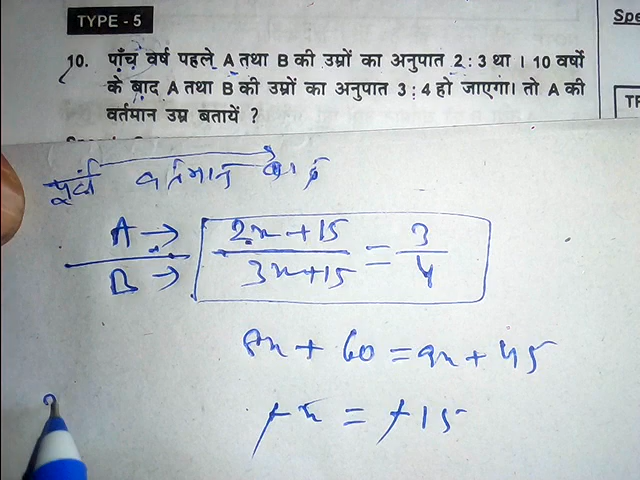 TYPE - 5
Spe
10. पाँच वर्ष पहले A तथा B की उम्रों का अनुपात 2 : 3 था । 10 वर्षो
के बाद A तथा B की उम्रों का अनुपात 3 : 4 हो जाएगा। तो A की
वर्तमान उम्र बतायें ?
पूर्व वर्तमान बाद
A → 2x+15 = 3
B → 3x+15 4
8x + 60 = 9x + 45
-x = -15